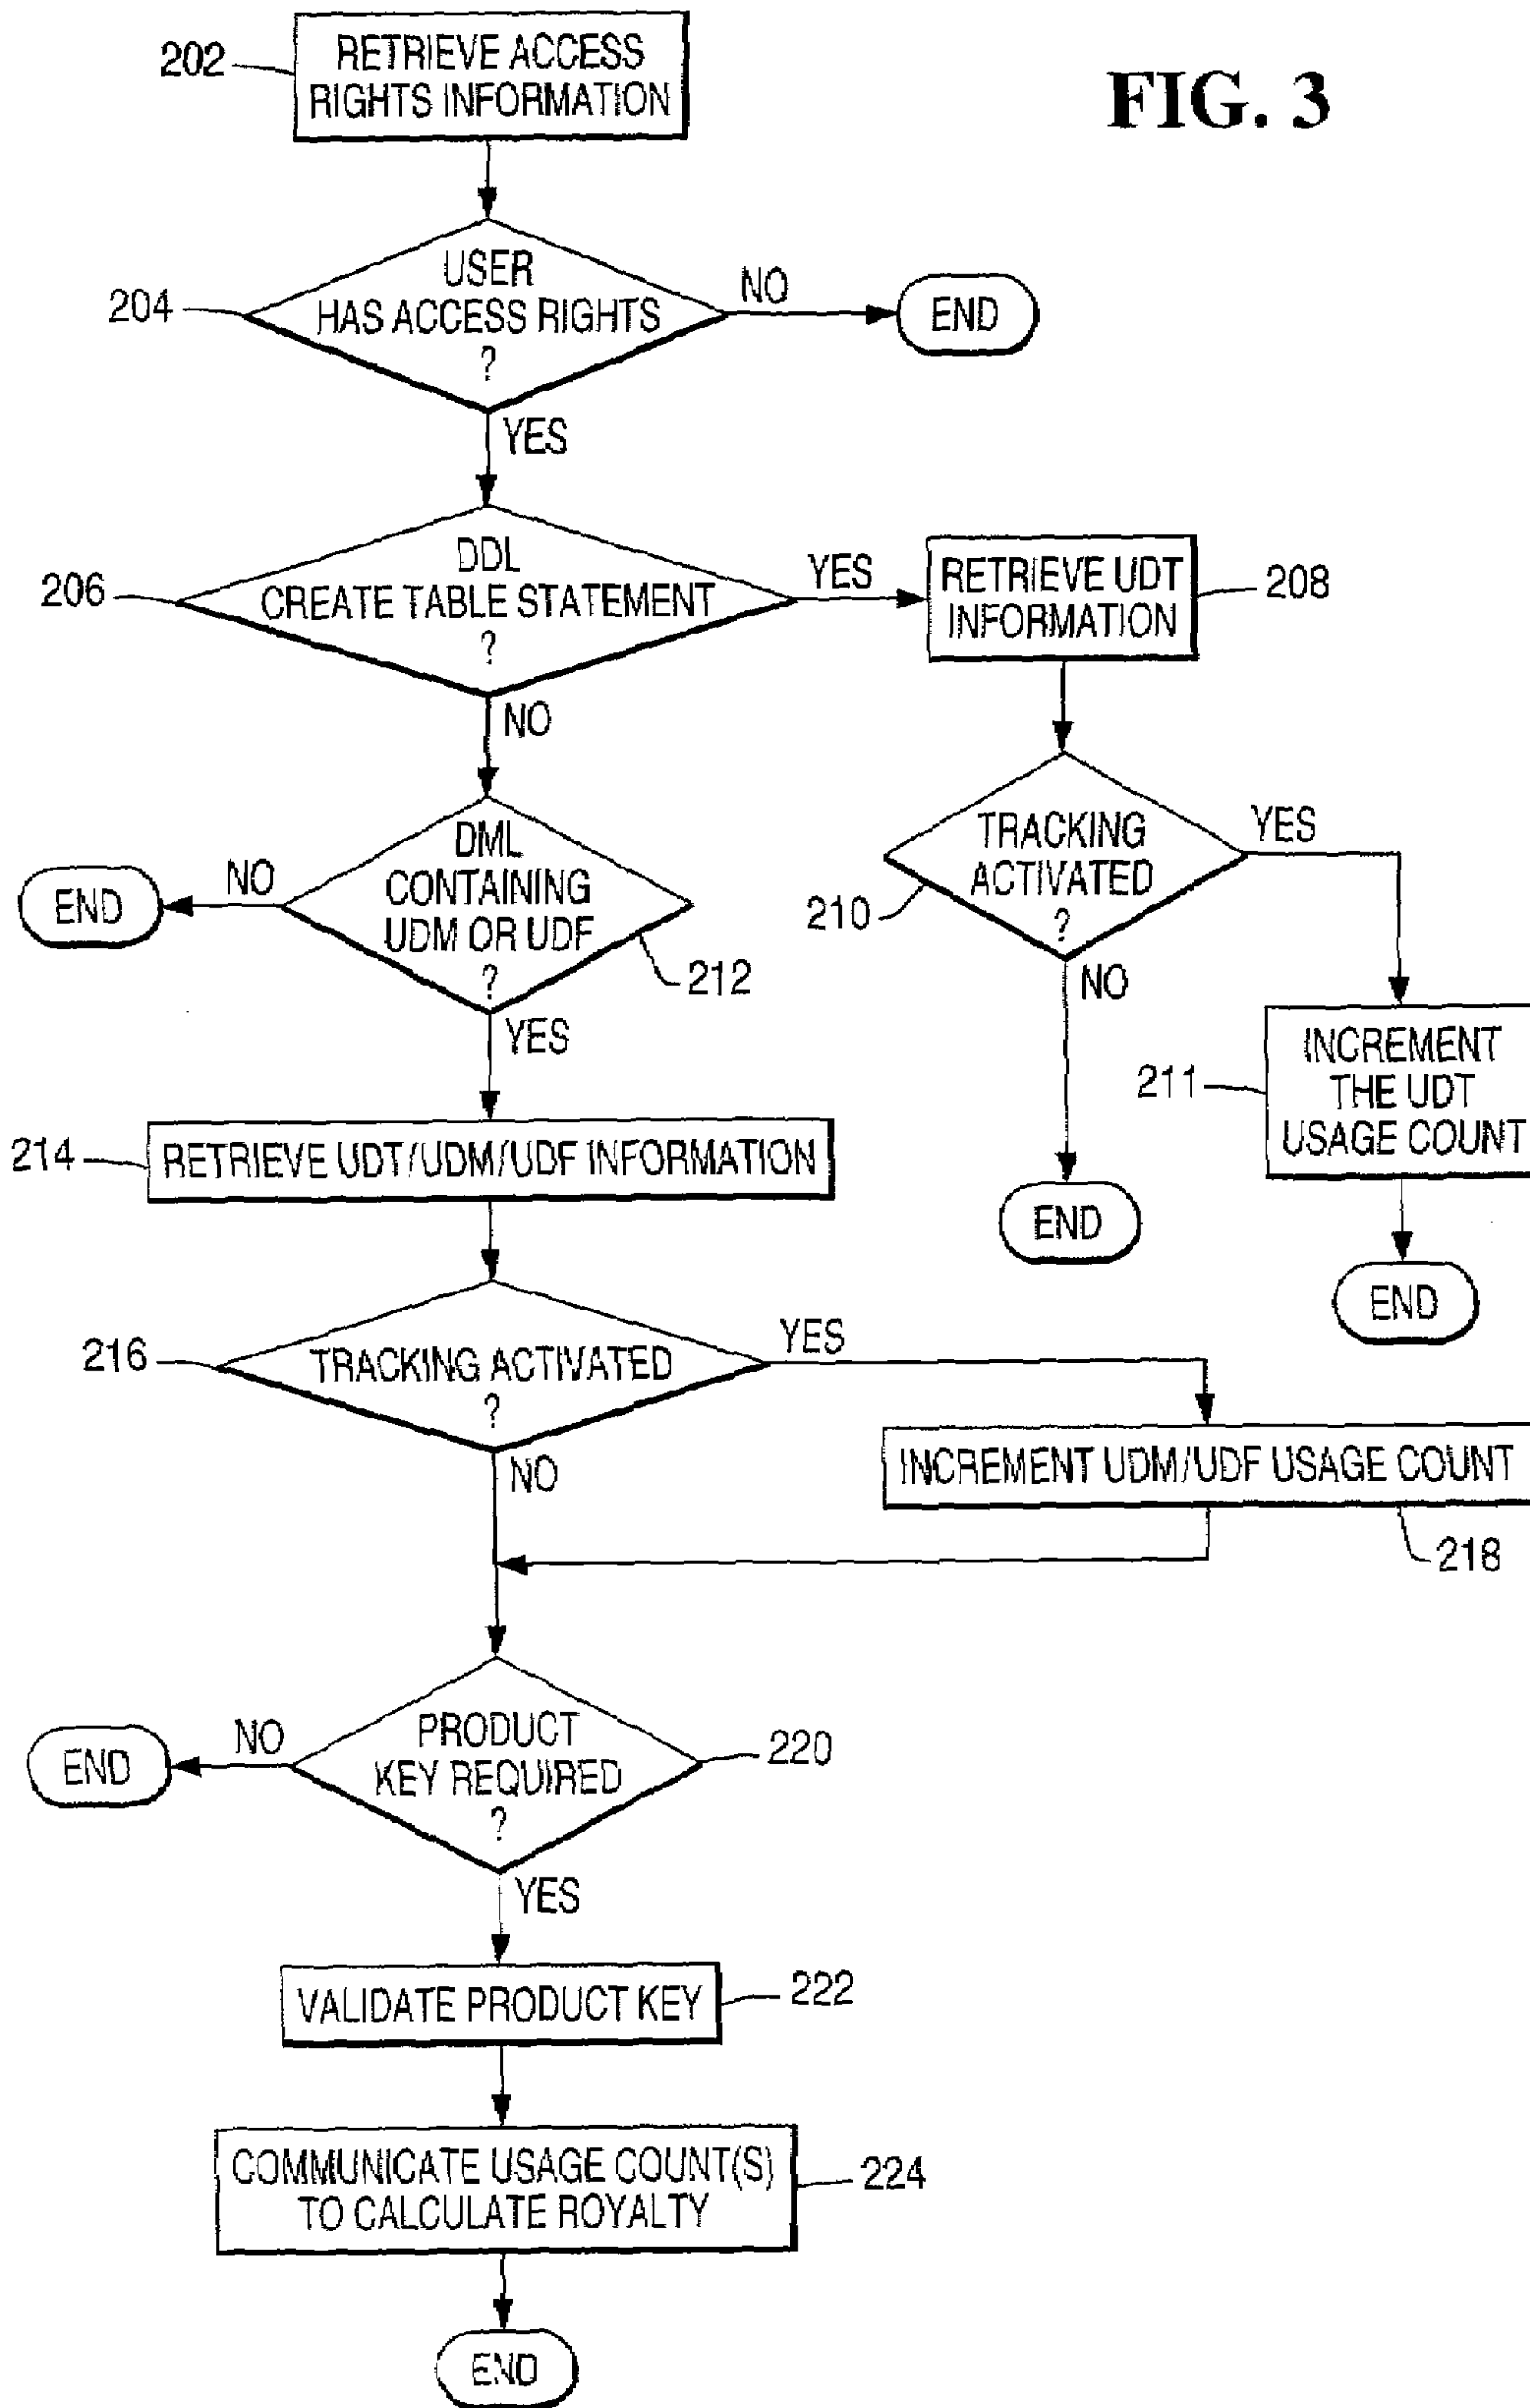 FIG. 3
202
RETRIEVE ACCESS
RIGHTS INFORMATION
204
USER
HAS ACCESS RIGHTS
?
NO
END
YES
206
DDL
CREATE TABLE STATEMENT
?
YES
RETRIEVE UDT
INFORMATION
208
NO
TRACKING
ACTIVATED
?
210
YES
NO
END
INCREMENT
THE UDT
USAGE COUNT
211
END
DML
CONTAINING
UDM OR UDF
?
212
NO
END
YES
214
RETRIEVE UDT/UDM/UDF INFORMATION
216
TRACKING ACTIVATED
?
YES
INCREMENT UDM/UDF USAGE COUNT
218
NO
PRODUCT
KEY REQUIRED
?
220
NO
END
YES
VALIDATE PRODUCT KEY
222
COMMUNICATE USAGE COUNT(S)
TO CALCULATE ROYALTY
224
END